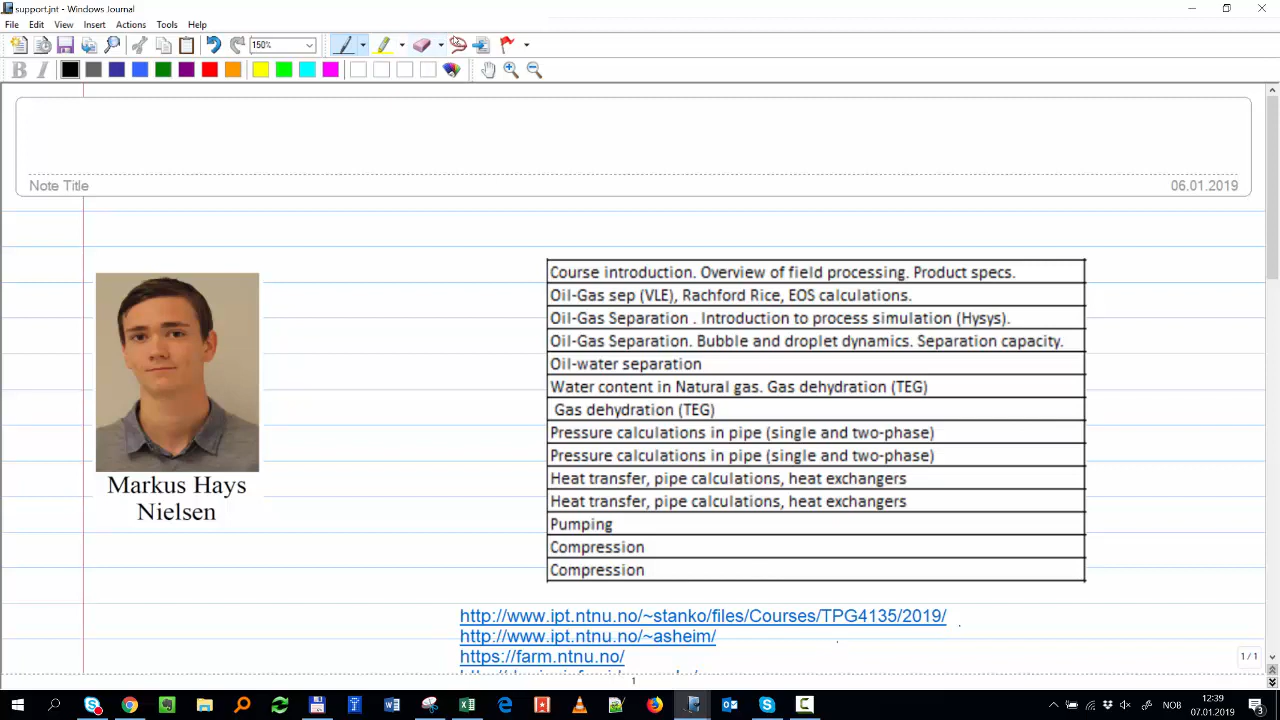 support.jnt - Windows Journal
File Edit View Insert Actions Tools Help
150%
B I
Note Title
06.01.2019
Markus Hays
Nielsen
Course introduction. Overview of field processing. Product specs.
Oil-Gas sep (VLE), Rachford Rice, EOS calculations.
Oil-Gas Separation . Introduction to process simulation (Hysys).
Oil-Gas Separation. Bubble and droplet dynamics. Separation capacity.
Oil-water separation
Water content in Natural gas. Gas dehydration (TEG)
Gas dehydration (TEG)
Pressure calculations in pipe (single and two-phase)
Pressure calculations in pipe (single and two-phase)
Heat transfer, pipe calculations, heat exchangers
Heat transfer, pipe calculations, heat exchangers
Pumping
Compression
Compression
http://www.ipt.ntnu.no/~stanko/files/Courses/TPG4135/2019/
http://www.ipt.ntnu.no/~asheim/
https://farm.ntnu.no/
1 / 1
1
NOB
12:39
07.01.2019
3